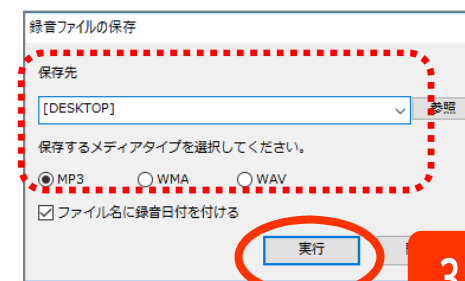 録音ファイルの保存
保存先
[DESKTOP] 参照
保存するメディアタイプを選択してください。
MP3 WMA WAV
ファイル名に録音日付を付ける
実行
3